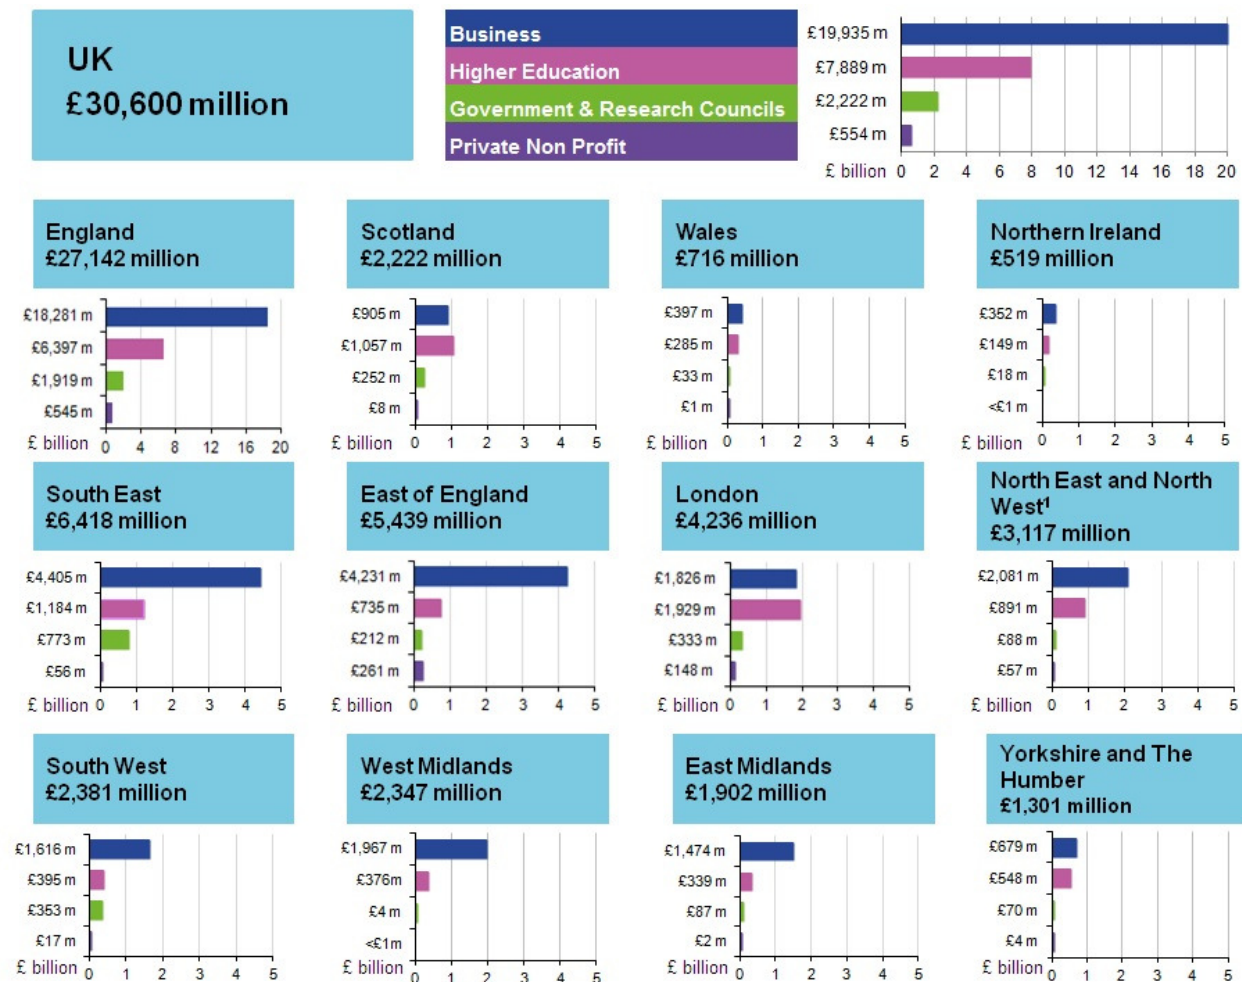 UK
£30,600 million
Business
Higher Education
Government & Research Councils
Private Non Profit
£19,935 m
£7,889 m
£2,222 m
£554 m
£ billion 0 2 4 6 8 10 12 14 16 18 20
England
£27,142 million
£18,281 m
£6,397 m
£1,919 m
£545 m
£ billion 0 4 8 12 16 20
Scotland
£2,222 million
£905 m
£1,057 m
£252 m
£8 m
£ billion 0 1 2 3 4 5
Wales
£716 million
£397 m
£285 m
£33 m
£1 m
£ billion 0 1 2 3 4 5
Northern Ireland
£519 million
£352 m
£149 m
£18 m
<£1 m
£ billion 0 1 2 3 4 5
South East
£6,418 million
£4,405 m
£1,184 m
£773 m
£56 m
£ billion 0 1 2 3 4 5
East of England
£5,439 million
£4,231 m
£735 m
£212 m
£261 m
£ billion 0 1 2 3 4 5
London
£4,236 million
£1,826 m
£1,929 m
£333 m
£148 m
£ billion 0 1 2 3 4 5
North East and North
West¹
£3,117 million
£2,081 m
£891 m
£88 m
£57 m
£ billion 0 1 2 3 4 5
South West
£2,381 million
£1,616 m
£395 m
£353 m
£17 m
£ billion 0 1 2 3 4 5
West Midlands
£2,347 million
£1,967 m
£376m
£4 m
<£1 m
£ billion 0 1 2 3 4 5
East Midlands
£1,902 million
£1,474 m
£339 m
£87 m
£2 m
£ billion 0 1 2 3 4 5
Yorkshire and The
Humber
£1,301 million
£679 m
£548 m
£70 m
£4 m
£ billion 0 1 2 3 4 5